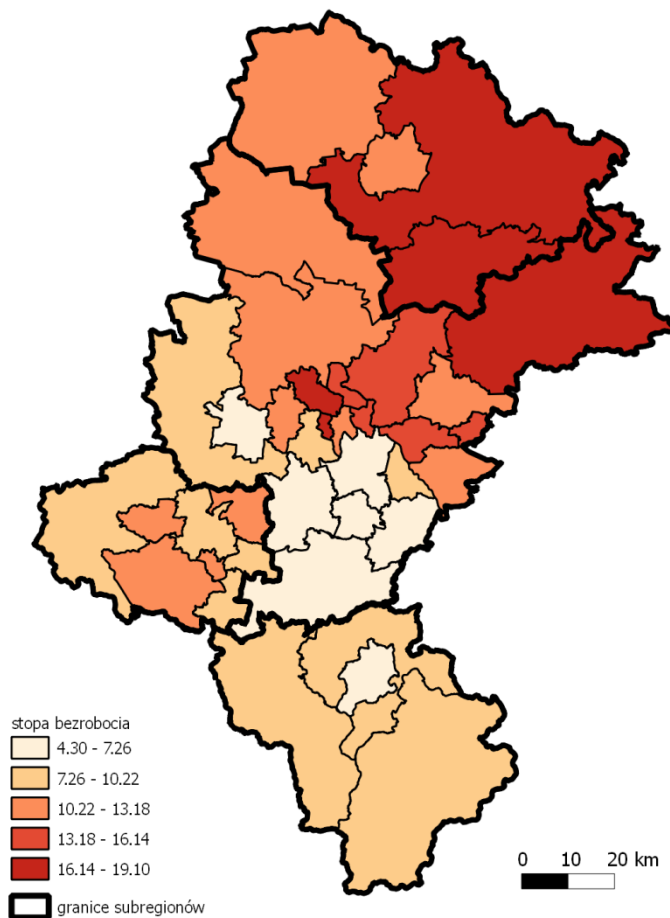 stopa bezrobocia
4.30 - 7.26
7.26 - 10.22
10.22 - 13.18
13.18 - 16.14
16.14 - 19.10
granice subregionów
0 10 20 km